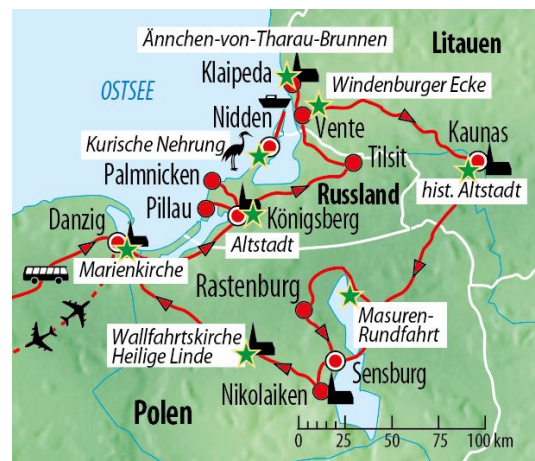 Ännchen-von-Tharau-Brunnen
Litauen
Klaipeda
OSTSEE
Windenburger Ecke
Nidden
Vente
Kaunas
Kurische Nehrung
Tilsit
Palmnicken
Russland
hist. Altstadt
Pillau
Königsberg
Danzig
Altstadt
Marienkirche
Rastenburg
Masuren-
Rundfahrt
Wallfahrtskirche
Heilige Linde
Sensburg
Nikolaiken
Polen
0 25 50 100 km